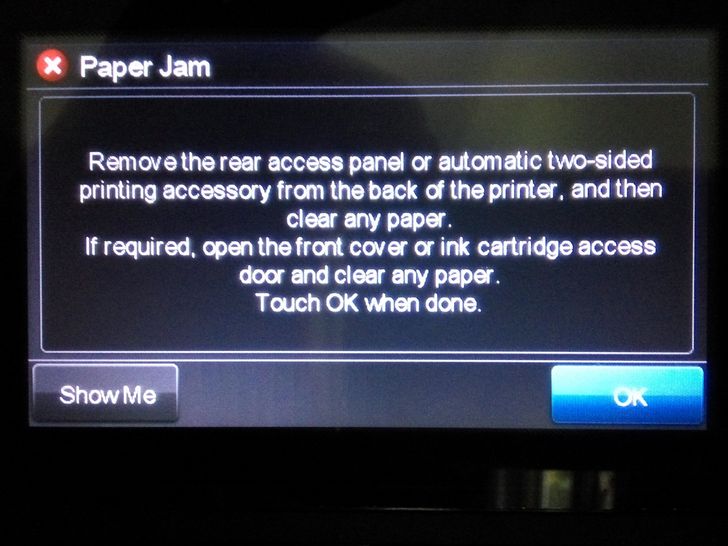 Paper Jam
Remove the rear access panel or automatic two-sided
printing accessory from the back of the printer, and then
clear any paper.
If required, open the front cover or ink cartridge access
door and clear any paper.
Touch OK when done.
Show Me
OK